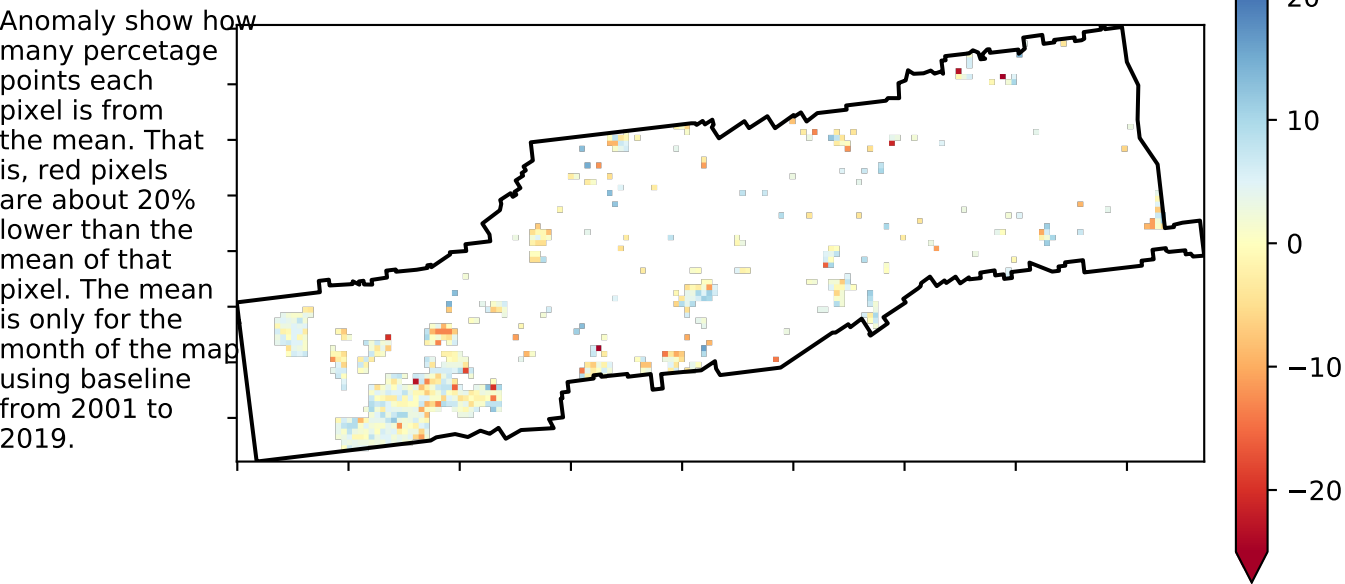 Anomaly show how
many percetage
points each
pixel is from
the mean. That
is, red pixels
are about 20%
lower than the
mean of that
pixel. The mean
is only for the
month of the map
using baseline
from 2001 to
2019.
20
10
0
−10
−20